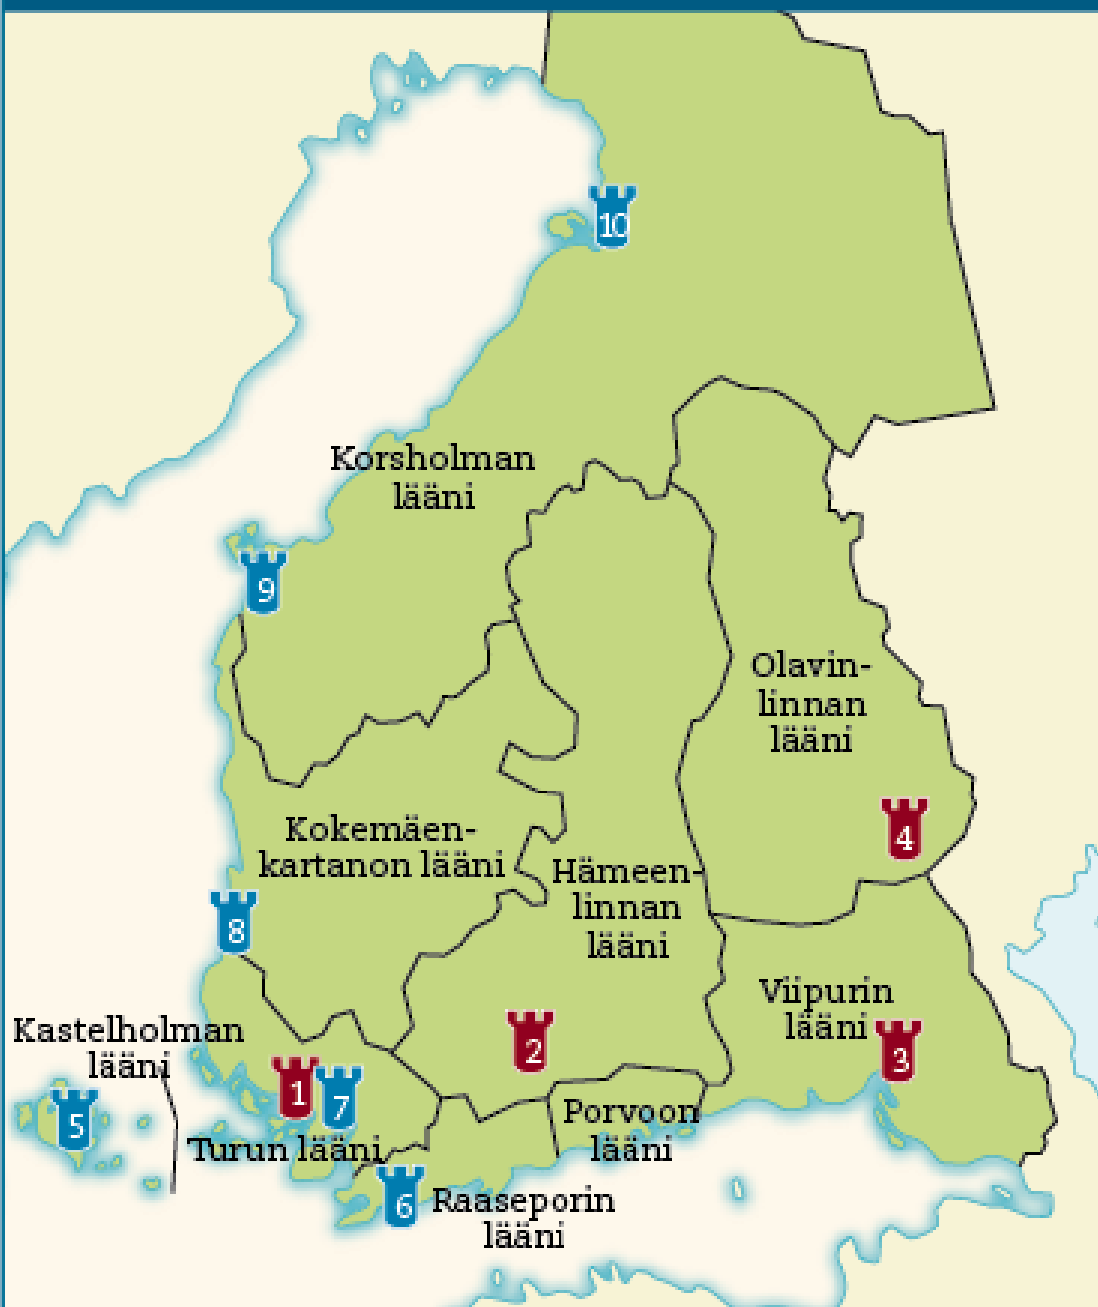 10
Korsholman
lääni
9
Olavin-
linnan
lääni
4
Kokemäen-
kartanon lääni
Hämeen-
linnan
lääni
8
Viipurin
lääni
3
Kastelholman
lääni
2
1
7
5
Porvoon
lääni
Turun lääni
6
Raaseporin
lääni